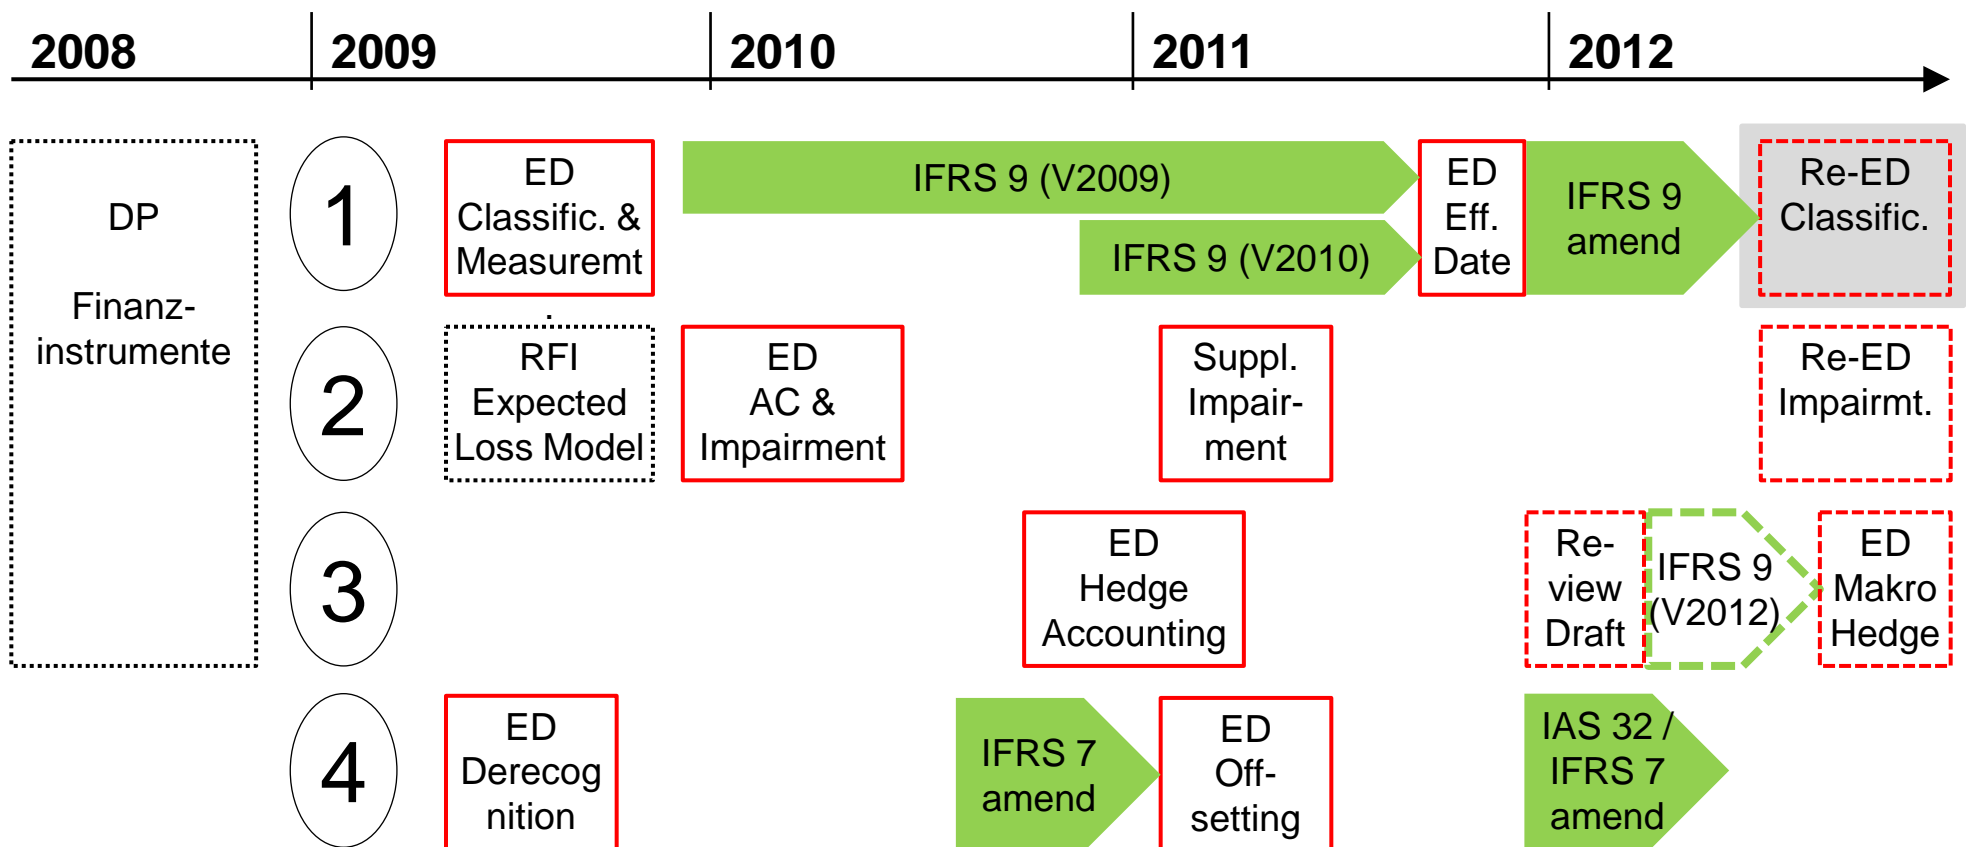 2008
2009
2010
2011
2012
DP
Finanz-
instrumente
1
ED
Classific. &
Measuremt
.
IFRS 9 (V2009)
IFRS 9 (V2010)
ED
Eff.
Date
IFRS 9
amend
Re-ED
Classific.
2
RFI
Expected
Loss Model
ED
AC &
Impairment
Suppl.
Impair-
ment
Re-ED
Impairmt.
3
ED
Hedge
Accounting
Re-
view
Draft
IFRS 9
(V2012)
ED
Makro
Hedge
4
ED
Derecog
nition
IFRS 7
amend
ED
Off-
setting
IAS 32 /
IFRS 7
amend